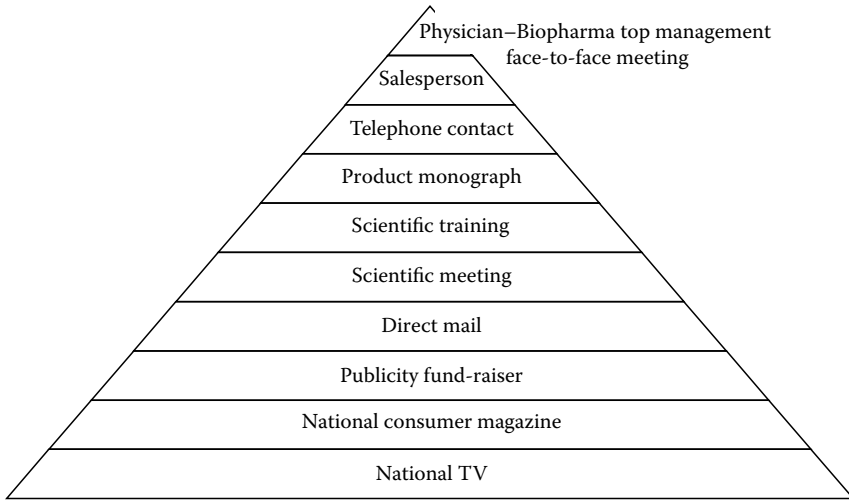 Physician–Biopharma top management
face-to-face meeting
Salesperson
Telephone contact
Product monograph
Scientific training
Scientific meeting
Direct mail
Publicity fund-raiser
National consumer magazine
National TV